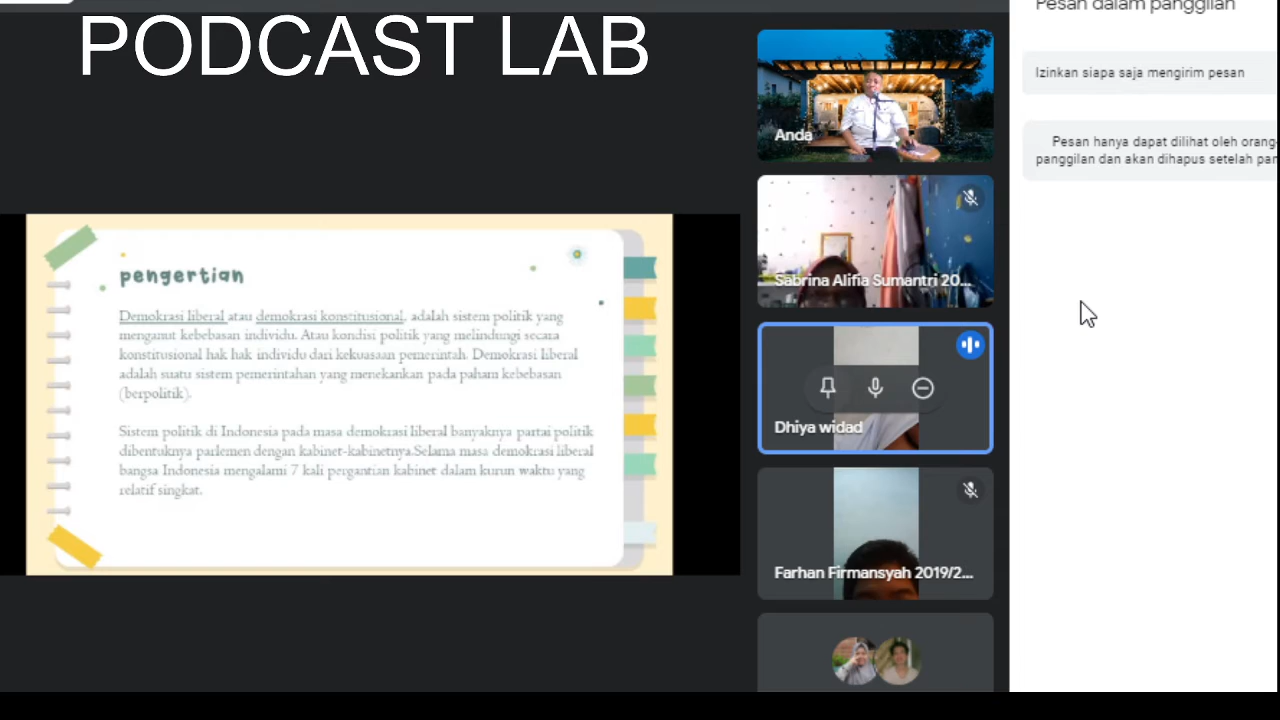 PODCAST LAB
pengertian
Demokrasi liberal atau demokrasi konstitusional, adalah sistem politik yang
menganut kebebasan individu. Atau kondisi politik yang melindungi secara
konstitusional hak hak individu dari kekuasaan pemerintah. Demokrasi liberal
adalah suatu sistem pemerintahan yang menekankan pada paham kebebasan
(berpolitik).
Sistem politik di Indonesia pada masa demokrasi liberal banyaknya partai politik
dibentuknya parlemen dengan kabinet-kabinetnya.Selama masa demokrasi liberal
bangsa Indonesia mengalami 7 kali pergantian kabinet dalam kurun waktu yang
relatif singkat.
Anda
Sabrina Alifia Sumantri 20...
Dhiya widad
Farhan Firmansyah 2019/2...
Pesan dalam panggilan
Izinkan siapa saja mengirim pesan
Pesan hanya dapat dilihat oleh orang-
panggilan dan akan dihapus setelah pan